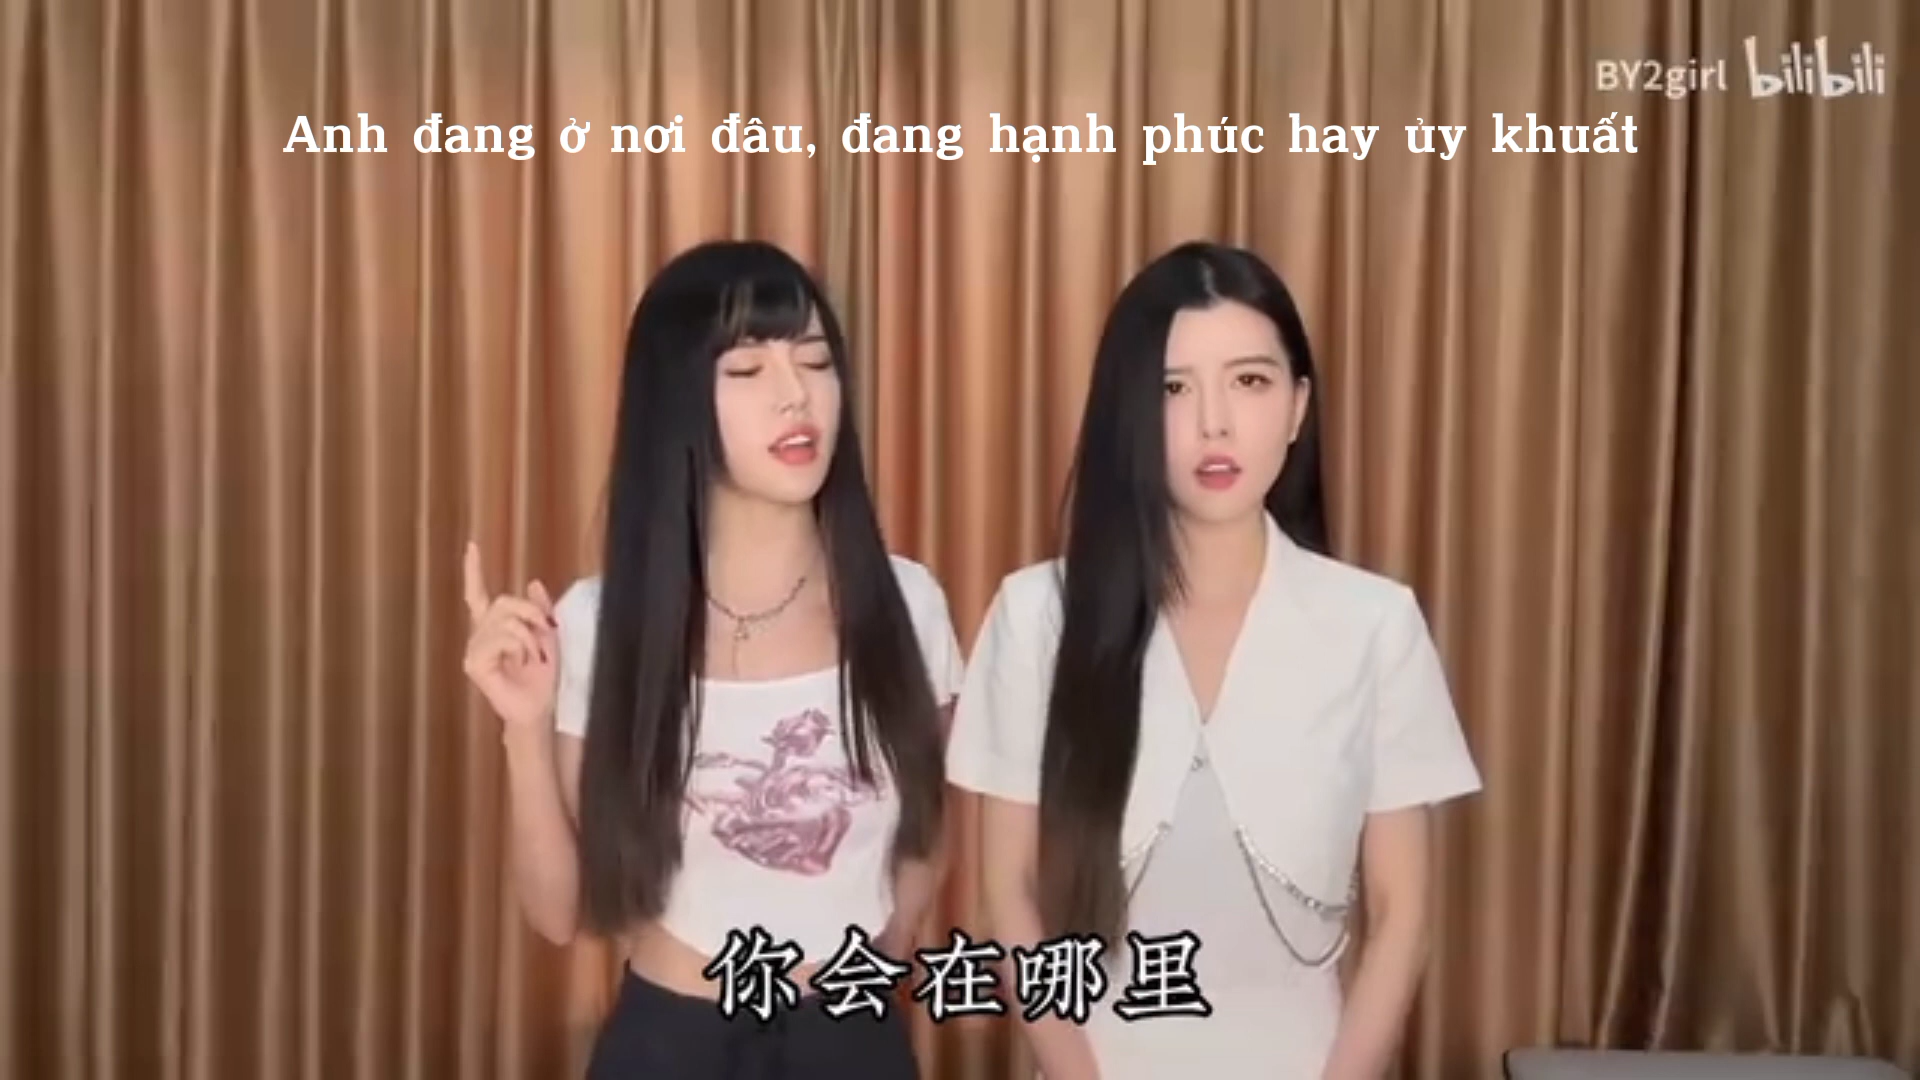 BY2girl bilibili
Anh đang ở nơi đâu, đang hạnh phúc hay ủy khuất
你会在哪里